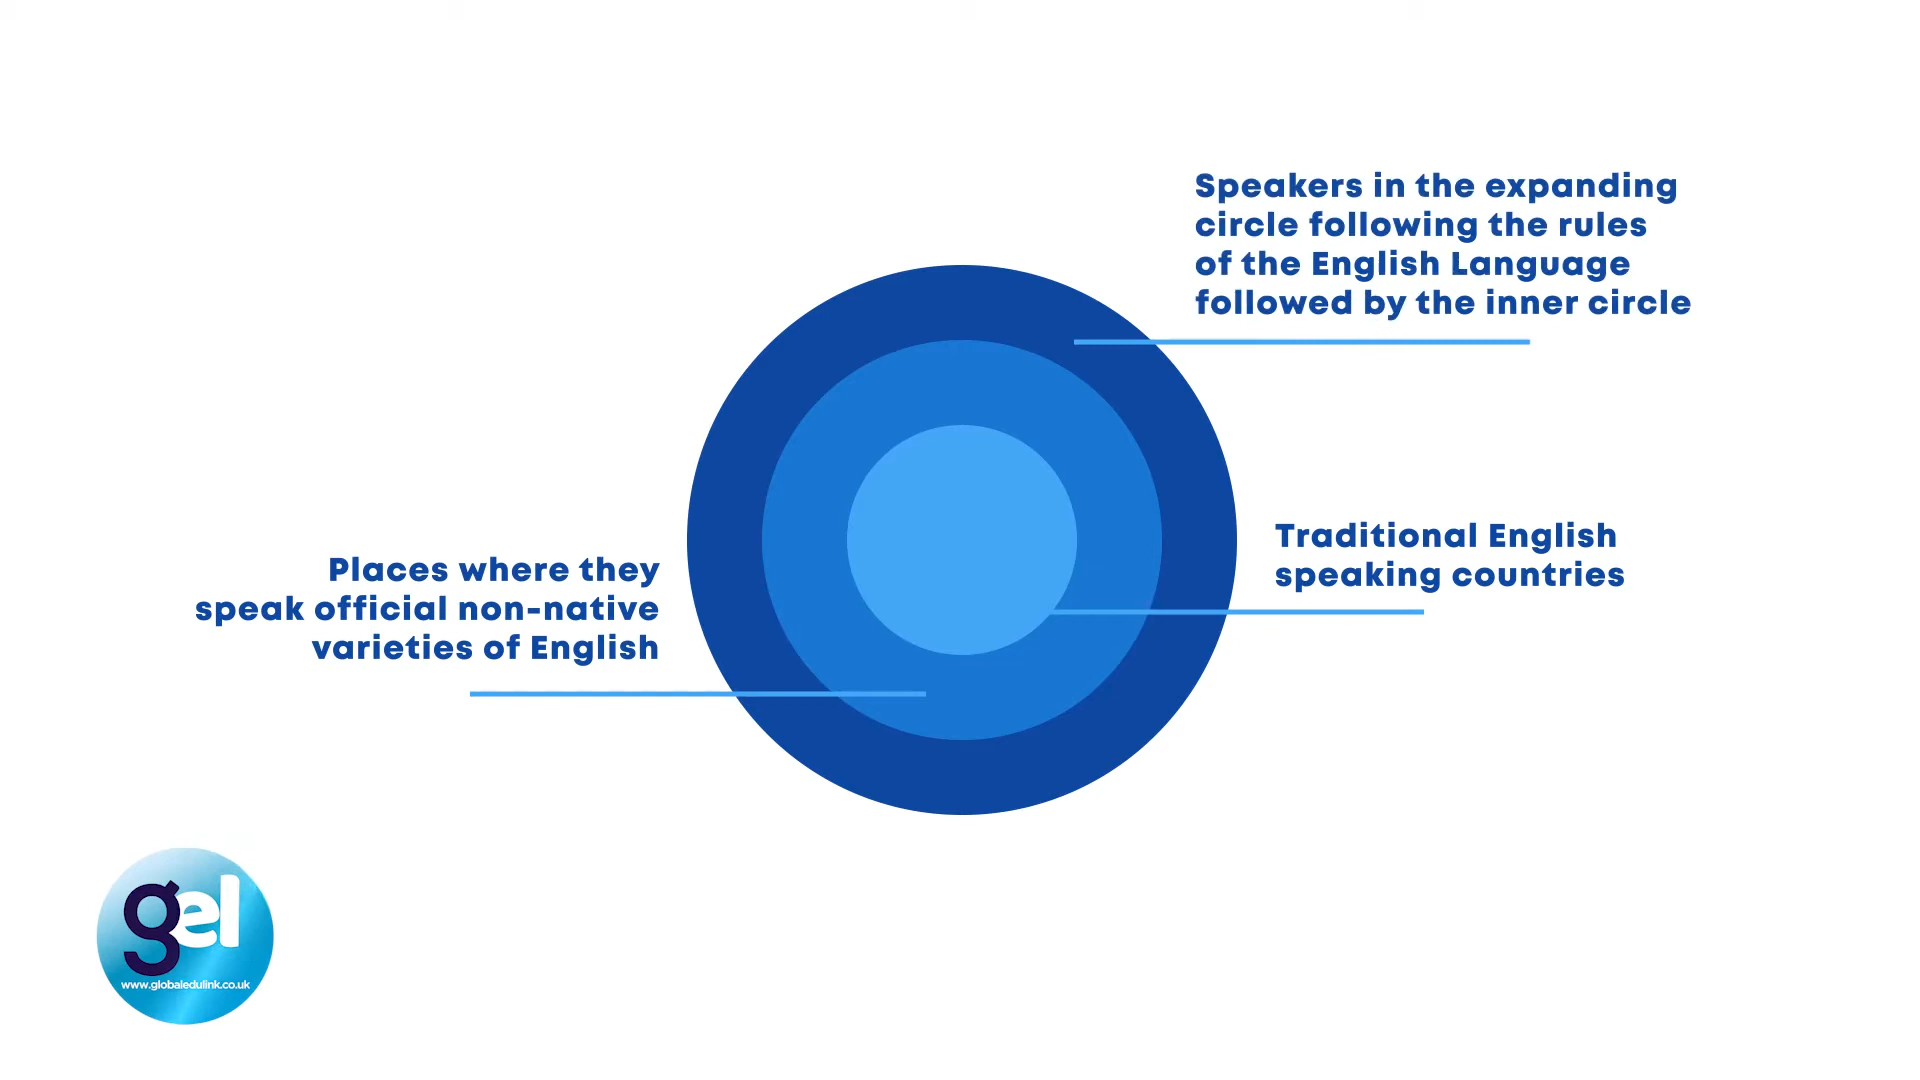 Speakers in the expanding
circle following the rules
of the English Language
followed by the inner circle
Traditional English
speaking countries
Places where they
speak official non-native
varieties of English
gel
www.globaledulink.co.uk